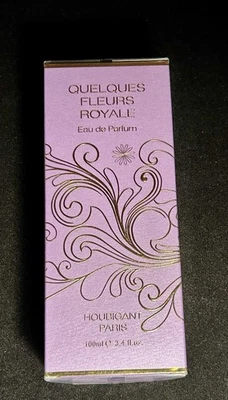 QUELQUES
FLEURS
ROYALE
Eau de Parfum
HOUBIGANT
PARIS
100ml ℮ 3.4 fl.oz.